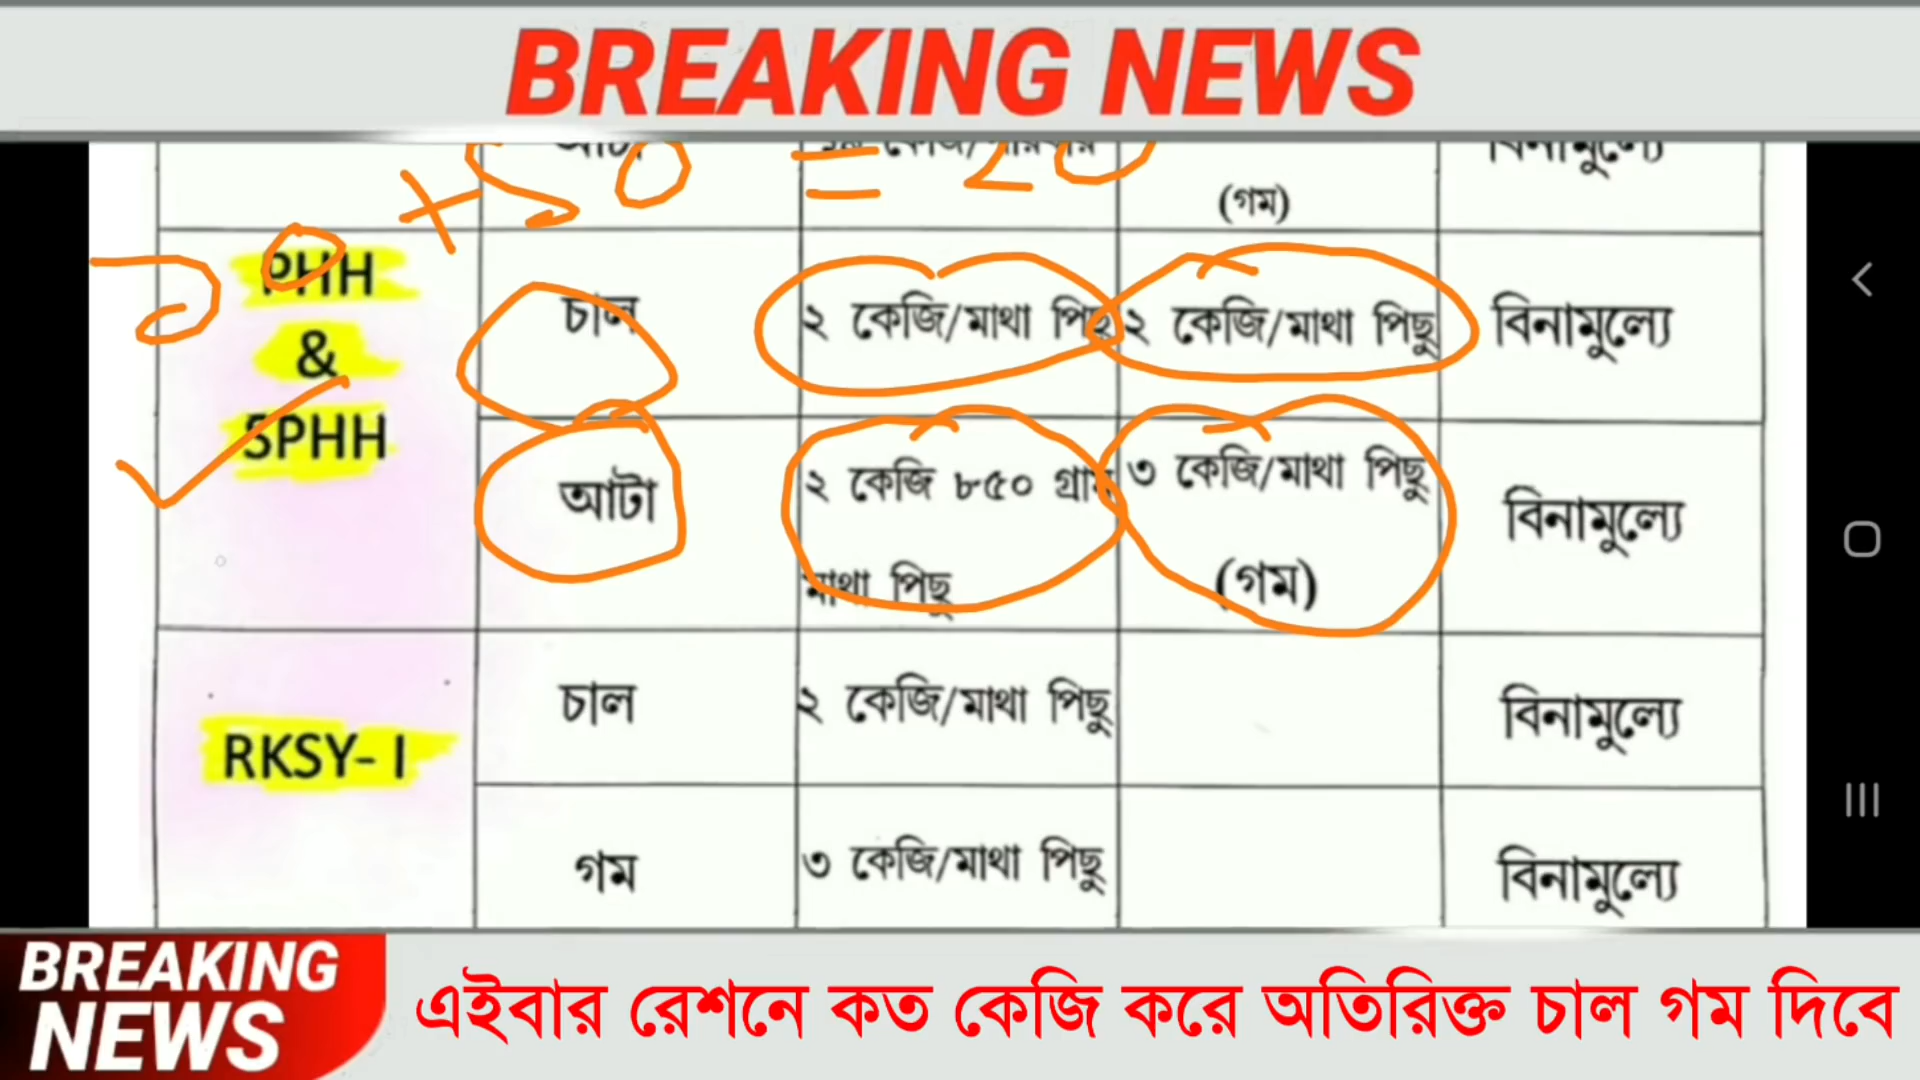 BREAKING NEWS
(গম)
PHH
&
SPHH
চাল
২ কেজি/মাথা পিছু
২ কেজি/মাথা পিছু
বিনামুল্যে
আটা
২ কেজি ৮৫০ গ্রাম
মাথা পিছু
৩ কেজি/মাথা পিছু
(গম)
বিনামুল্যে
RKSY- I
চাল
২ কেজি/মাথা পিছু
বিনামুল্যে
গম
৩ কেজি/মাথা পিছু
বিনামুল্যে
BREAKING
NEWS
এইবার রেশনে কত কেজি করে অতিরিক্ত চাল গম দিবে